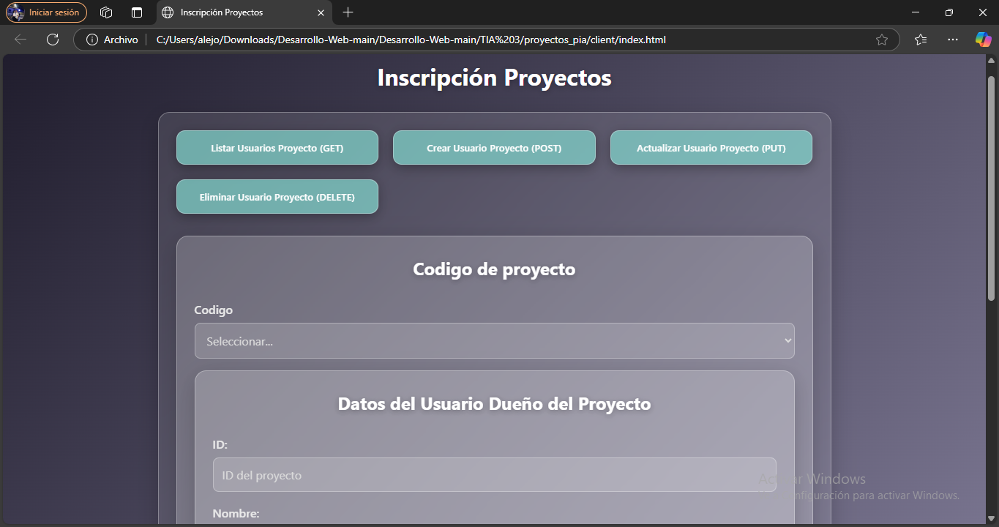 Iniciar sesión
Inscripción Proyectos
Archivo
C:/Users/alejo/Downloads/Desarrollo-Web-main/Desarrollo-Web-main/TIA%203/proyectos_pia/client/index.html
Inscripción Proyectos
Listar Usuarios Proyecto (GET)
Crear Usuario Proyecto (POST)
Actualizar Usuario Proyecto (PUT)
Eliminar Usuario Proyecto (DELETE)
Codigo de proyecto
Codigo
Seleccionar...
Datos del Usuario Dueño del Proyecto
ID:
ID del proyecto
Nombre:
Windows
para activar Windows.